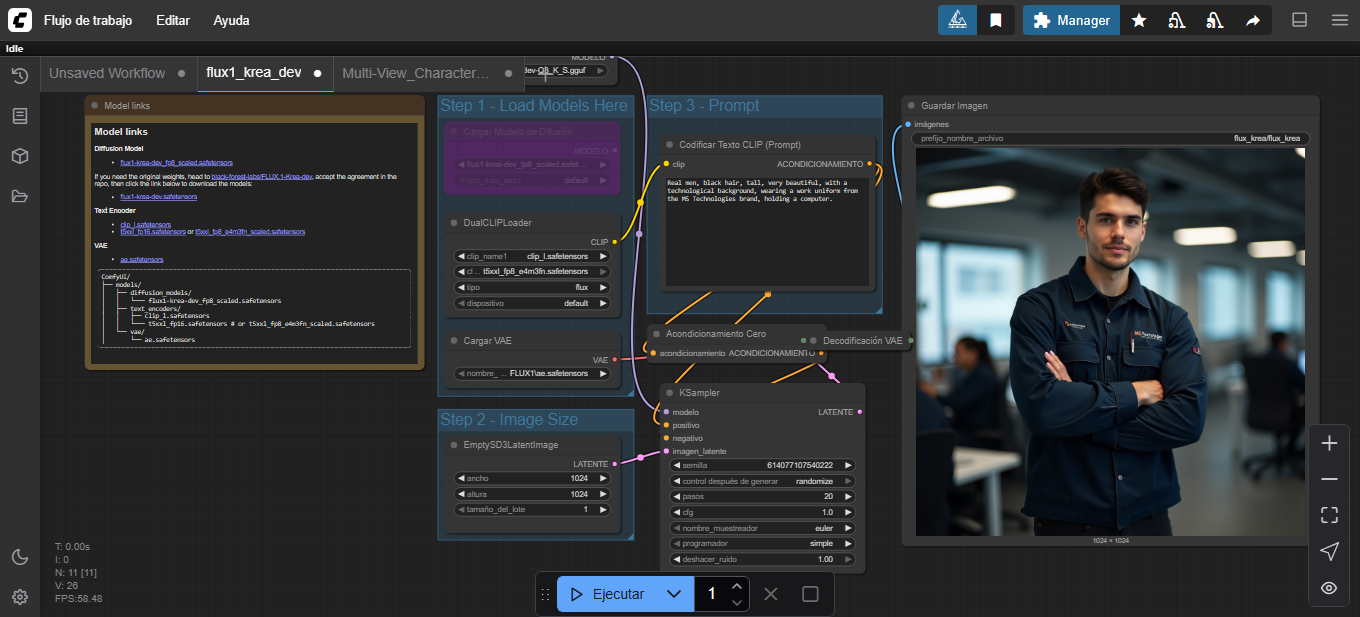 Flujo de trabajo
Editar
Ayuda
Manager
Idle
Unsaved Workflow
flux1_krea_dev
Multi-View_Character...
MODELO
dev-Q3_K_S.gguf
Model links
Model links
Diffusion Model
flux1-krea-dev_fp8_scaled.safetensors
If you need the original weights, head to black-forest-labs/FLUX.1-Krea-dev, accept the agreement in the
repo, then click the link below to download the models:
flux1-krea-dev.safetensors
Text Encoder
clip_l.safetensors
t5xxl_fp16.safetensors or t5xxl_fp8_e4m3fn_scaled.safetensors
VAE
ae.safetensors
ComfyUI/
├── models/
│ ├── diffusion_models/
│ │ └── flux1-krea-dev_fp8_scaled.safetensors
│ ├── text_encoders/
│ │ ├── clip_l.safetensors
│ │ └── t5xxl_fp16.safetensors # or t5xxl_fp8_e4m3fn_scaled.safetensors
│ └── vae/
│ └── ae.safetensors
Step 1 - Load Models Here
Cargar Modelo de Difusión
MODELO
flux1-krea-dev_fp8_scaled.safet ...
default
DualCLIPLoader
CLIP
clip_name1 clip_l.safetensors
cl ... t5xxl_fp8_e4m3fn.safetensors
tipo flux
dispositivo default
Cargar VAE
VAE
nombre_ ... FLUX1\ae.safetensors
Step 2 - Image Size
EmptySD3LatentImage
LATENTE
ancho 1024
altura 1024
tamaño_del_lote 1
Step 3 - Prompt
Codificar Texto CLIP (Prompt)
clip ACONDICIONAMIENTO
Real men, black hair, tall, very beautiful, with a
technological background, wearing a work uniform from
the MS Technologies brand, holding a computer.
Acondicionamiento Cero
acondicionamiento ACONDICIONAMIENTO
Decodificación VAE
KSampler
modelo LATENTE
positivo
negativo
imagen_latente
semilla 614077107540222
control después de generar randomize
pasos 20
cfg 1.0
nombre_muestreador euler
programador simple
deshacer_ruido 1.00
Guardar Imagen
imágenes
prefijo_nombre_archivo flux_krea/flux_krea
1024 × 1024
T: 0.00s
I: 0
N: 11 [11]
V: 26
FPS:58.48
Ejecutar
1